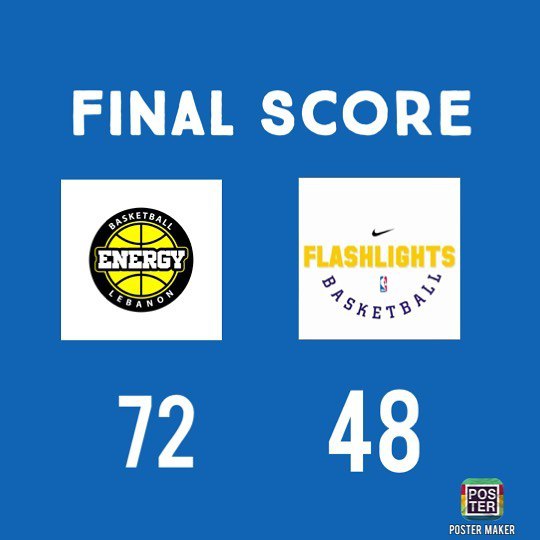 FINAL SCORE
BASKETBALL
ENERGY
LEBANON
FLASHLIGHTS
BASKETBALL
72
48
POS
TER
POSTER MAKER